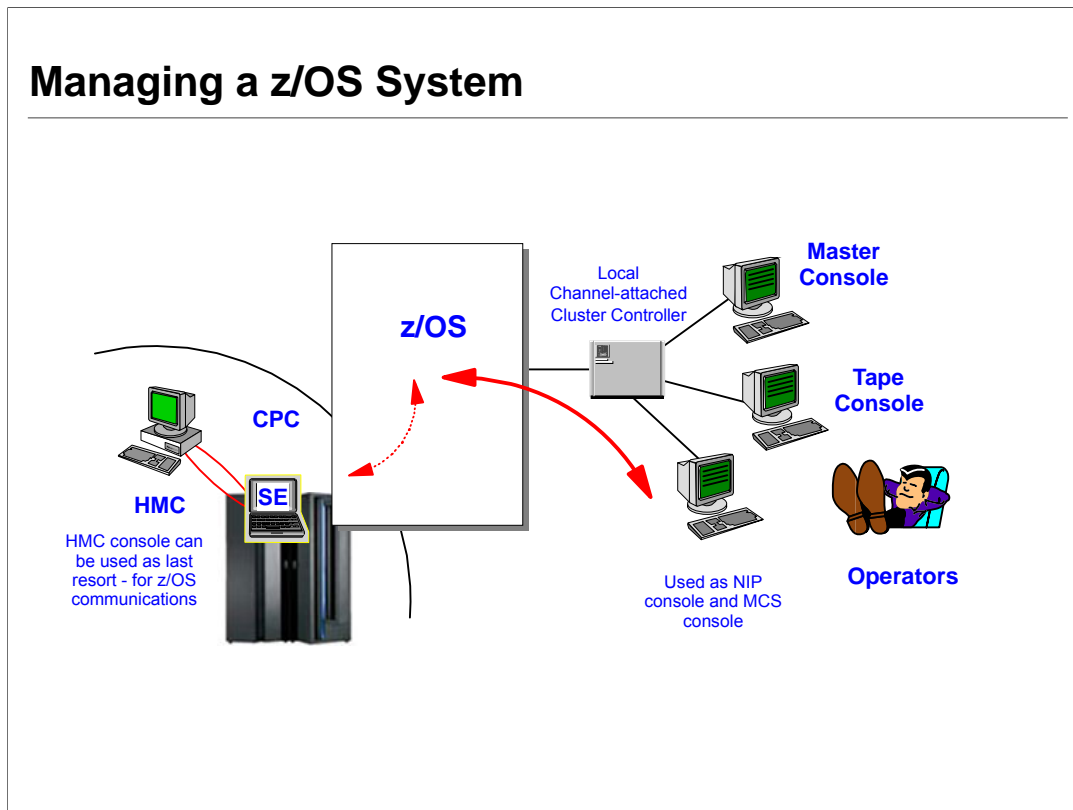 Managing a z/OS System
z/OS
Local
Channel-attached
Cluster Controller
Master
Console
Tape
Console
CPC
SE
HMC
HMC console can
be used as last
resort - for z/OS
communications
Used as NIP
console and MCS
console
Operators